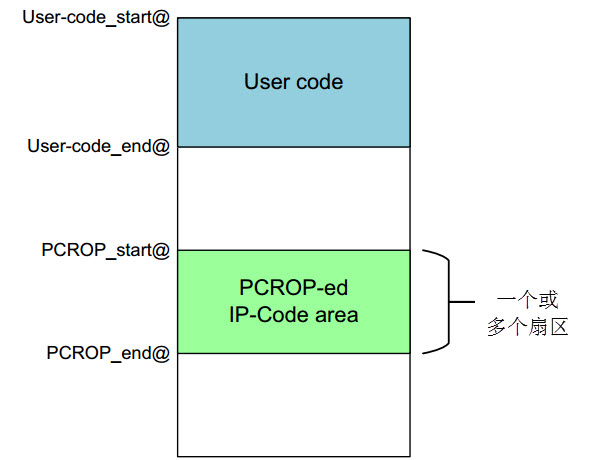 User-code_start@
User code
User-code_end@
PCROP_start@
PCROP-ed
IP-Code area
一个或
多个扇区
PCROP_end@